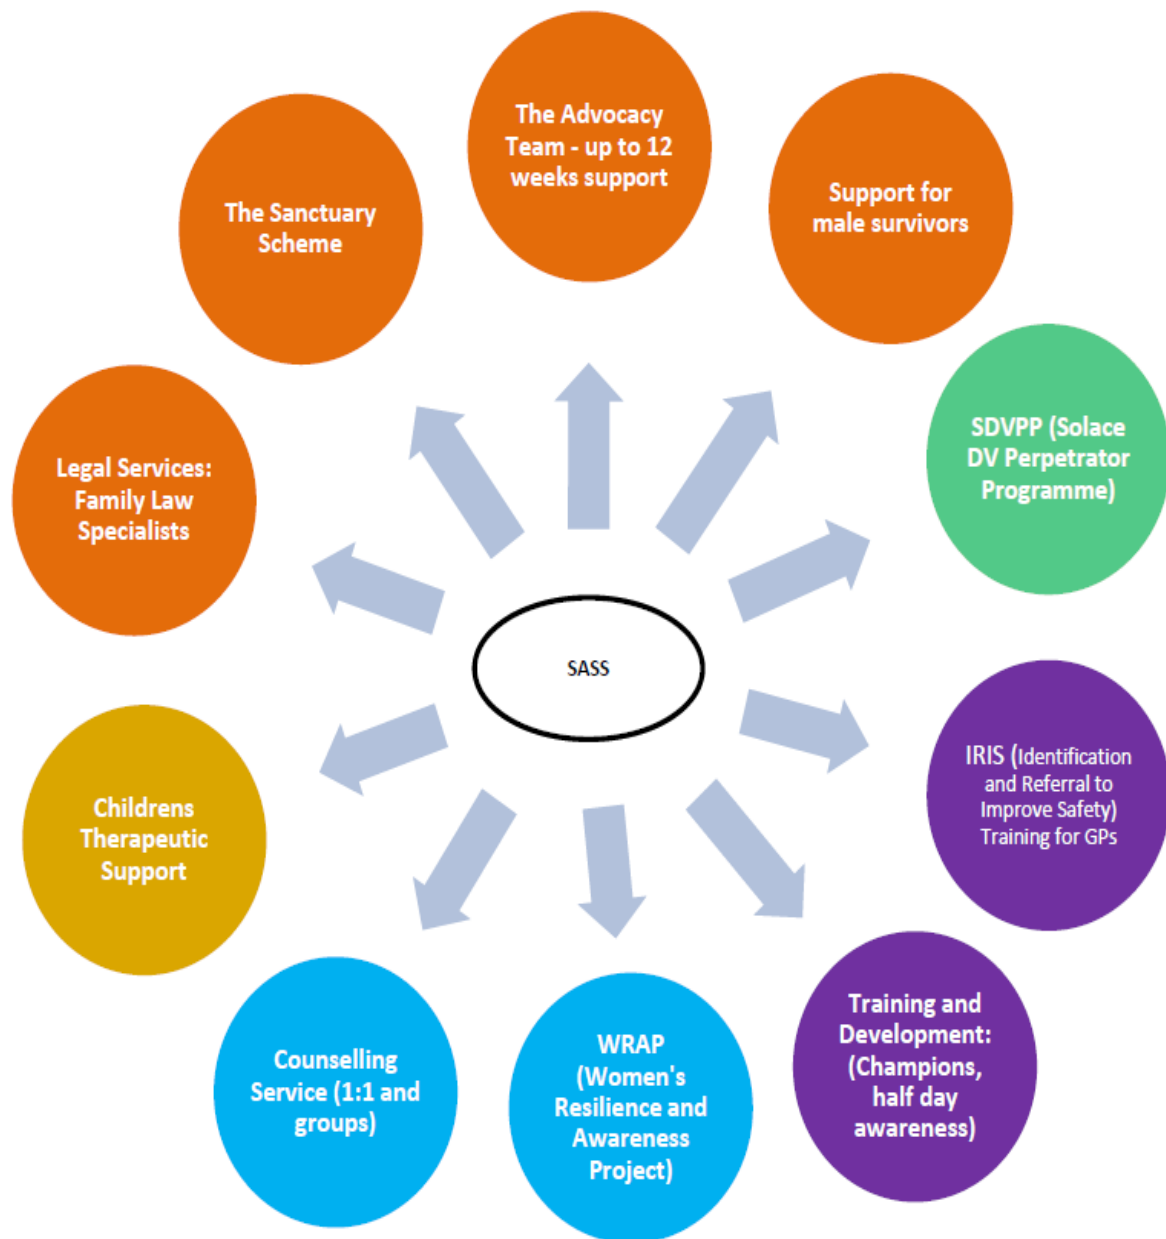 The Advocacy
Team - up to 12
weeks support
Support for
male survivors
SDVPP (Solace
DV Perpetrator
Programme)
IRIS (Identification
and Referral to
Improve Safety)
Training for GPs
Training and
Development:
(Champions,
half day
awareness)
WRAP
(Women's
Resilience and
Awareness
Project)
Counselling
Service (1:1 and
groups)
Childrens
Therapeutic
Support
Legal Services:
Family Law
Specialists
The Sanctuary
Scheme
SASS